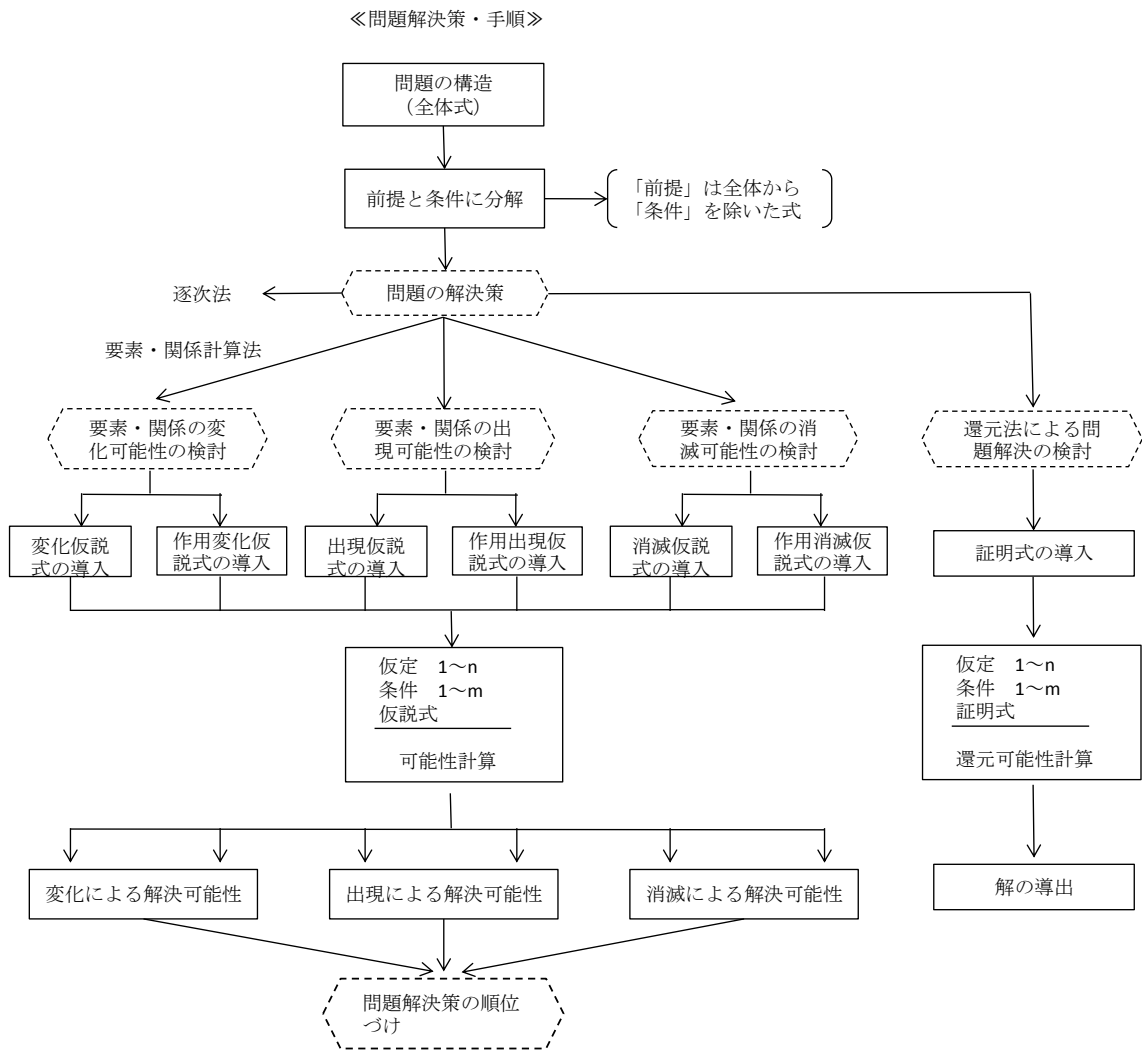 ≪問題解決策・手順≫
問題の構造
（全体式）
前提と条件に分解
「前提」は全体から
「条件」を除いた式
逐次法
問題の解決策
要素・関係計算法
要素・関係の変
化可能性の検討
要素・関係の出
現可能性の検討
要素・関係の消
滅可能性の検討
還元法による問
題解決の検討
変化仮説
式の導入
作用変化仮
説式の導入
出現仮説
式の導入
作用出現仮
説式の導入
消滅仮説
式の導入
作用消滅仮
説式の導入
証明式の導入
仮定　1～n
条件　1～m
仮説式
可能性計算
仮定　1～n
条件　1～m
証明式
還元可能性計算
変化による解決可能性
出現による解決可能性
消滅による解決可能性
解の導出
問題解決策の順位
づけ